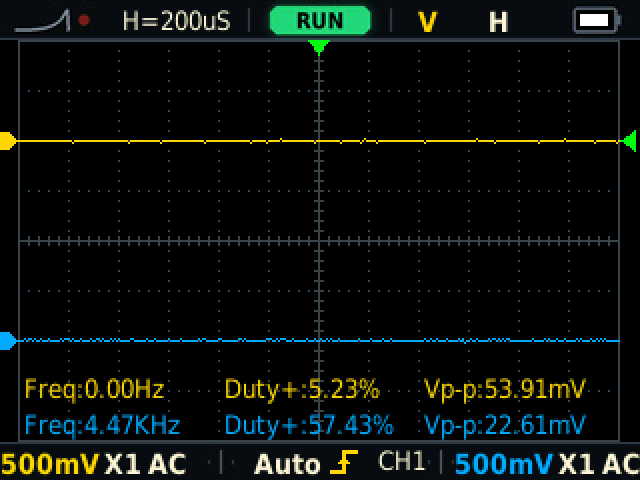 H=200uS RUN V H
Freq:0.00Hz Duty+:5.23% Vp-p:53.91mV
Freq:4.47KHz Duty+:57.43% Vp-p:22.61mV
500mV X1 AC Auto CH1 500mV X1 AC